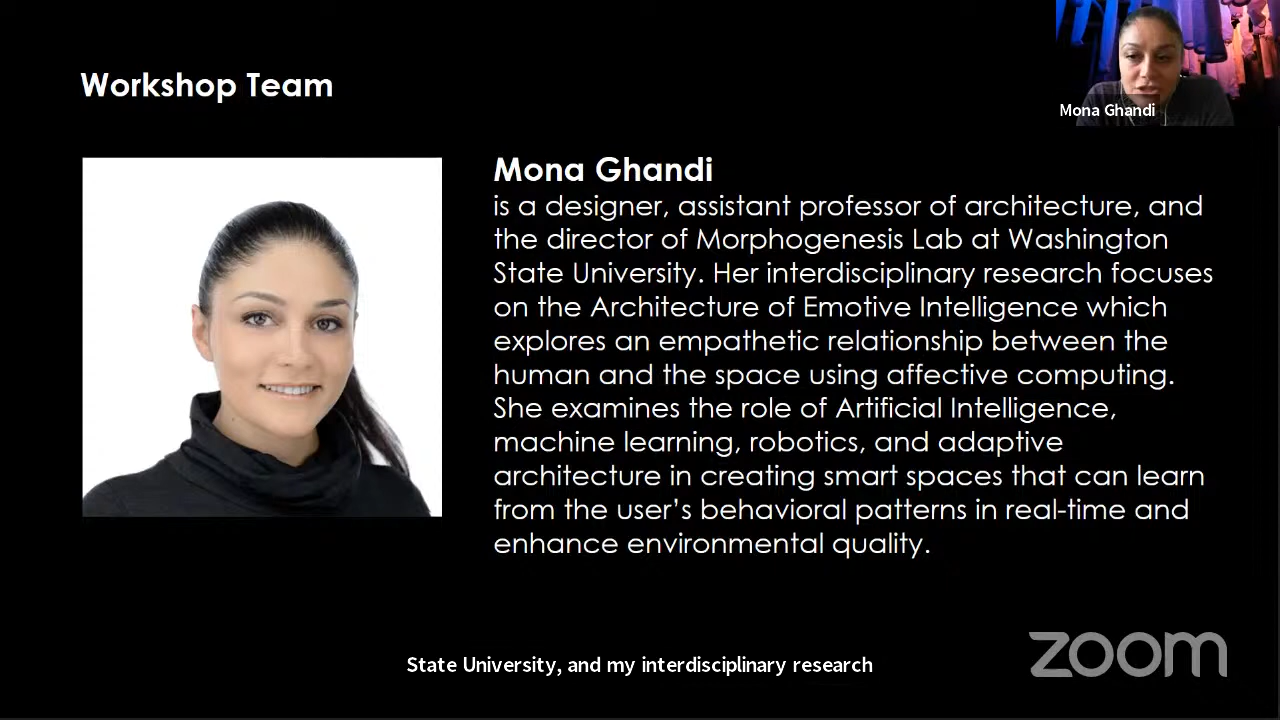 Workshop Team
Mona Ghandi
Mona Ghandi
is a designer, assistant professor of architecture, and
the director of Morphogenesis Lab at Washington
State University. Her interdisciplinary research focuses
on the Architecture of Emotive Intelligence which
explores an empathetic relationship between the
human and the space using affective computing.
She examines the role of Artificial Intelligence,
machine learning, robotics, and adaptive
architecture in creating smart spaces that can learn
from the user’s behavioral patterns in real-time and
enhance environmental quality.
State University, and my interdisciplinary research
zoom